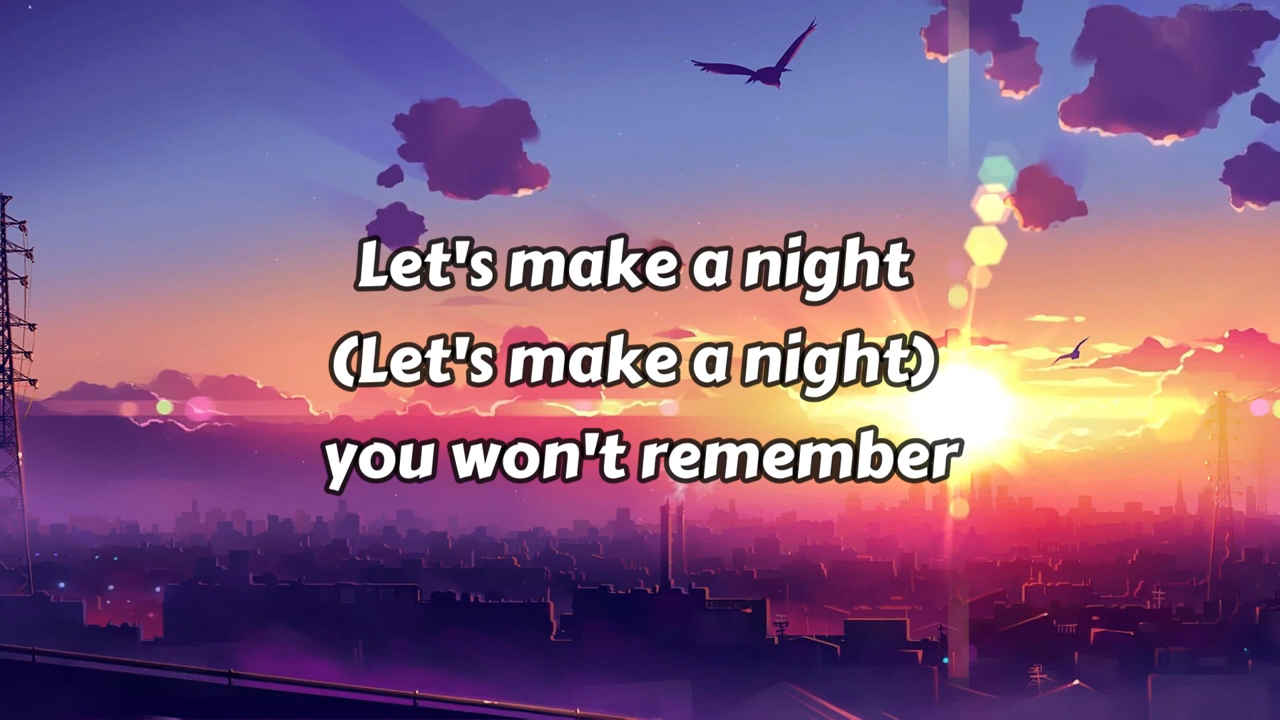 Let's make a night
(Let's make a night)
you won't remember